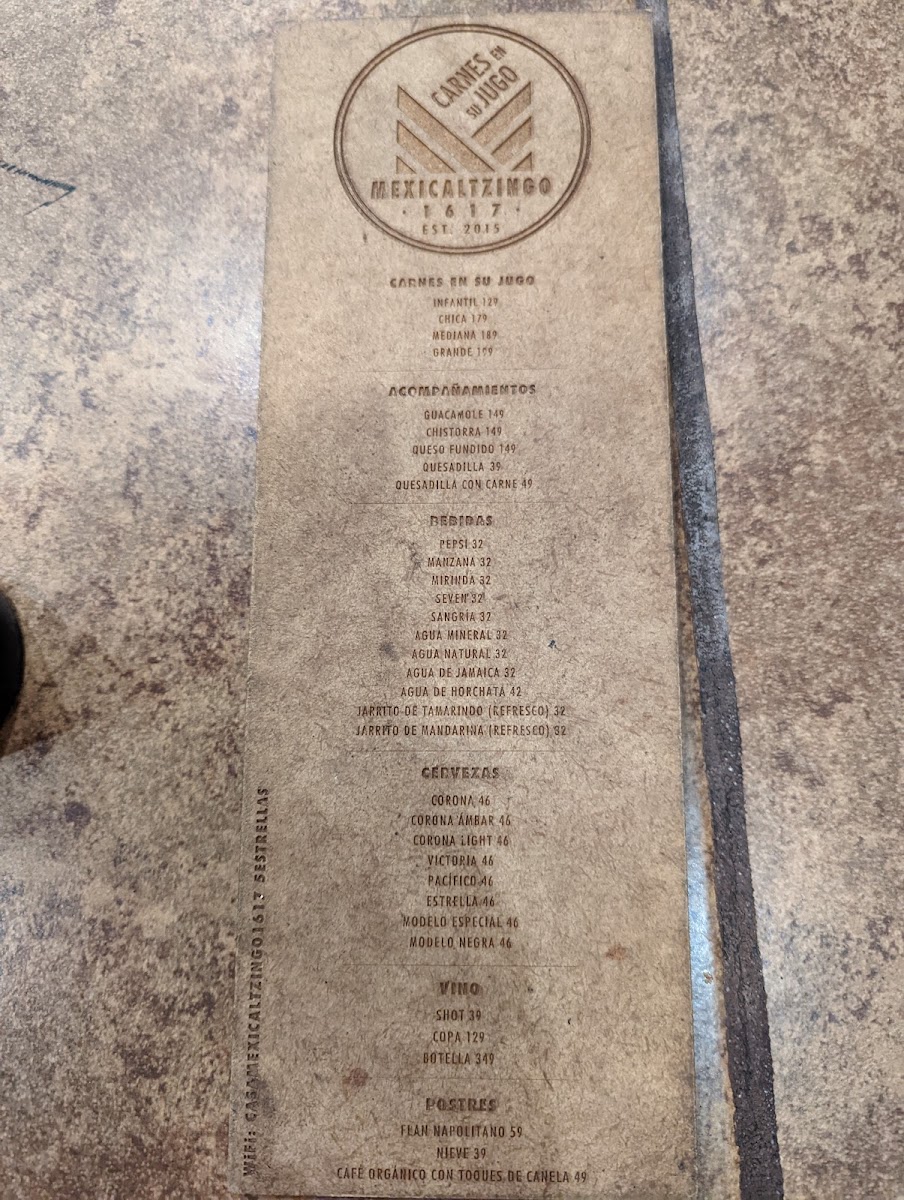 CARNES EN
SU JUGO
MEXICALTZINGO
· 1617 ·
EST. 2015
CARNES EN SU JUGO
INFANTIL 129
CHICA 179
MEDIANA 189
GRANDE 199
ACOMPAÑAMIENTOS
GUACAMOLE 149
CHISTORRA 149
QUESO FUNDIDO 149
QUESADILLA 39
QUESADILLA CON CARNE 49
BEBIDAS
PEPSI 32
MANZANA 32
MIRINDA 32
SEVEN 32
SANGRÍA 32
AGUA MINERAL 32
AGUA NATURAL 32
AGUA DE JAMAICA 32
AGUA DE HORCHATA 42
JARRITO DE TAMARINDO (REFRESCO) 32
JARRITO DE MANDARINA (REFRESCO) 32
CERVEZAS
CORONA 46
CORONA ÁMBAR 46
CORONA LIGHT 46
VICTORIA 46
PACÍFICO 46
ESTRELLA 46
MODELO ESPECIAL 46
MODELO NEGRA 46
VINO
SHOT 39
COPA 129
BOTELLA 349
POSTRES
FLAN NAPOLITANO 59
NIEVE 39
CAFÉ ORGÁNICO CON TOQUES DE CANELA 49
WIFI: CASAMEXICALTZINGO1617 5ESTRELLAS